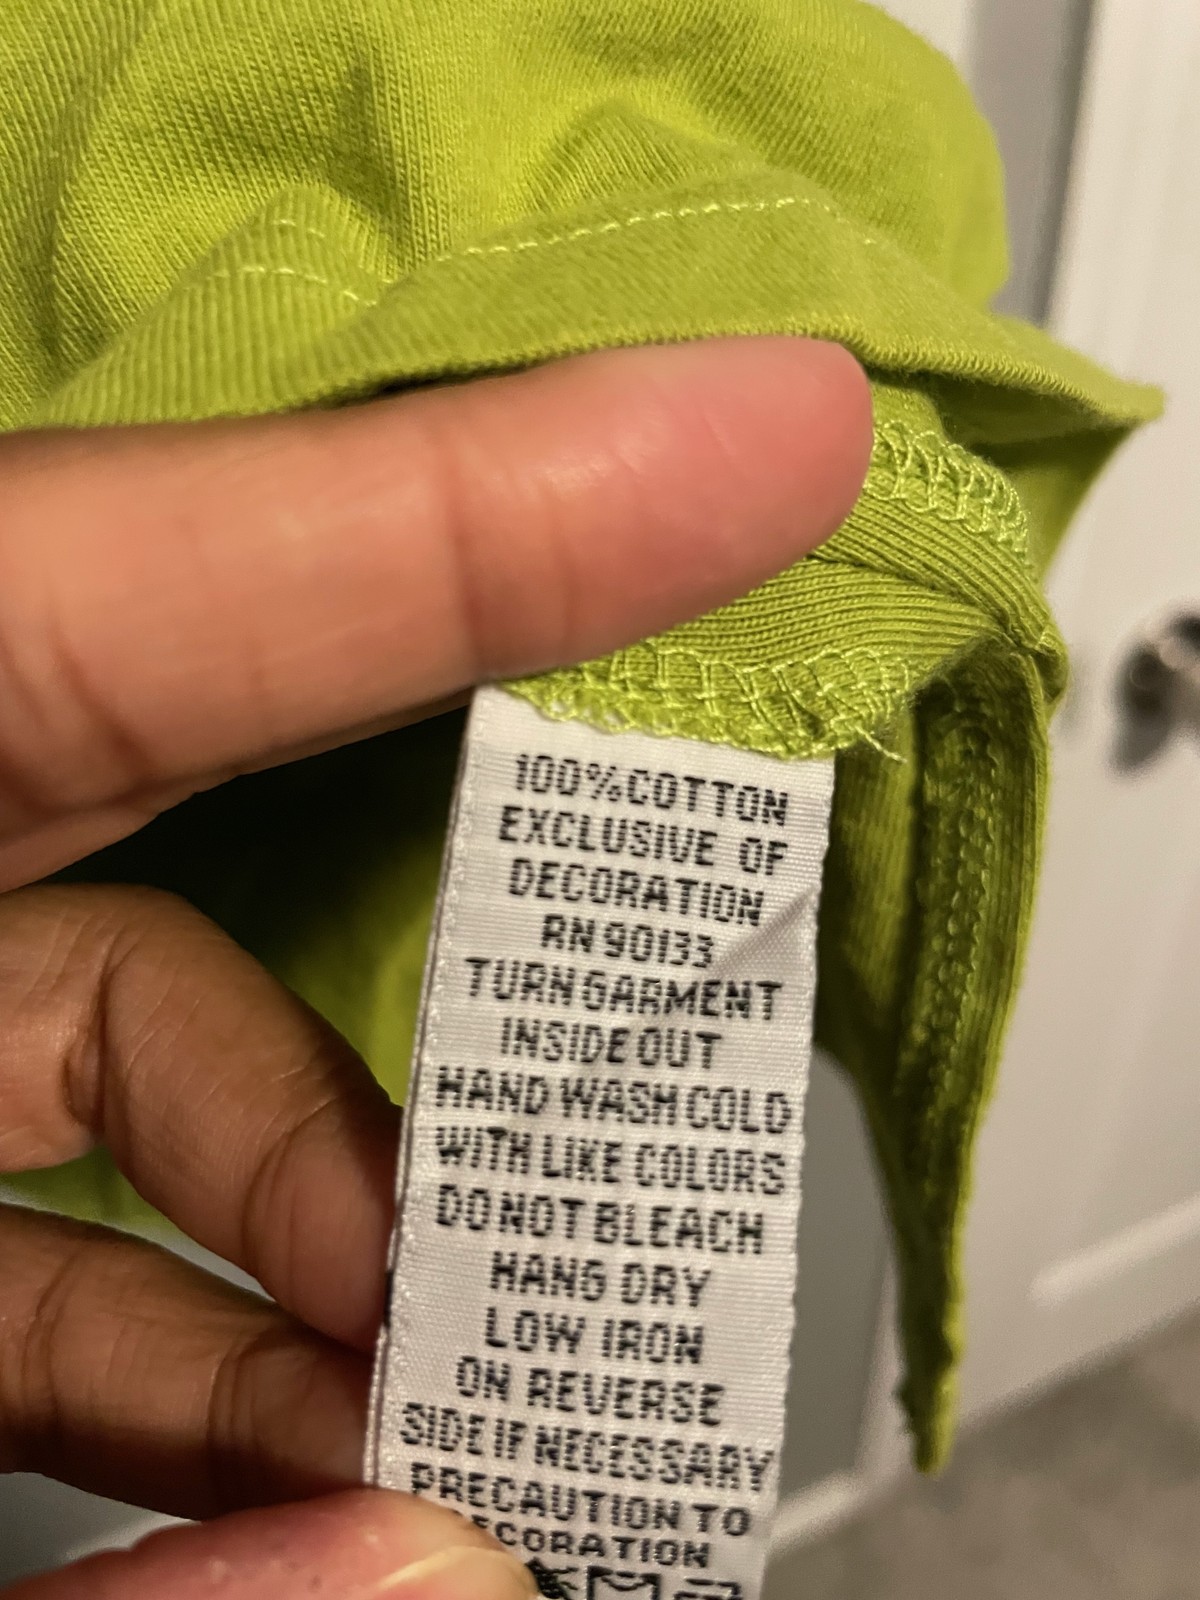 100%COTTON
EXCLUSIVE OF
DECORATION
RN 90133
TURN GARMENT
INSIDE OUT
HAND WASH COLD
WITH LIKE COLORS
DO NOT BLEACH
HANG DRY
LOW IRON
ON REVERSE
SIDE IF NECESSARY
PRECAUTION TO
ECORATION